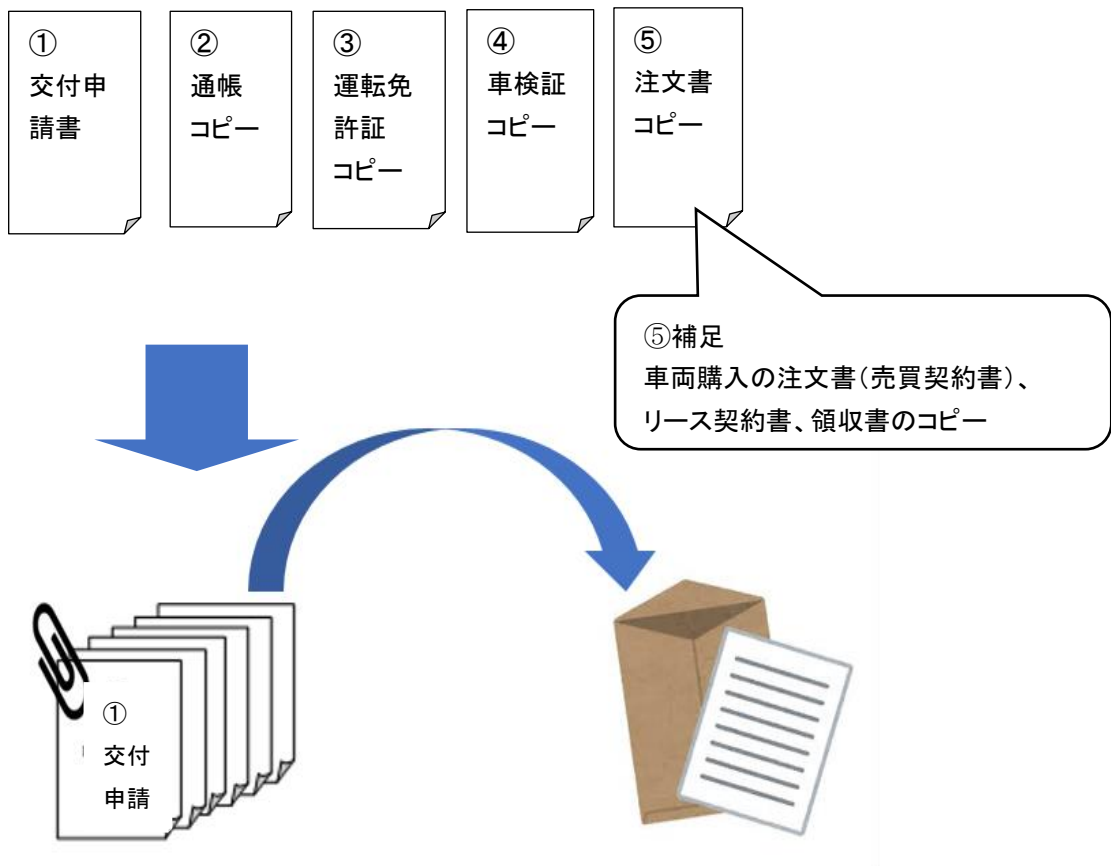 ①
交付申
請書
②
通帳
コピー
③
運転免
許証
コピー
④
車検証
コピー
⑤
注文書
コピー
⑤補足
車両購入の注文書(売買契約書)、
リース契約書、領収書のコピー
①
交付
申請